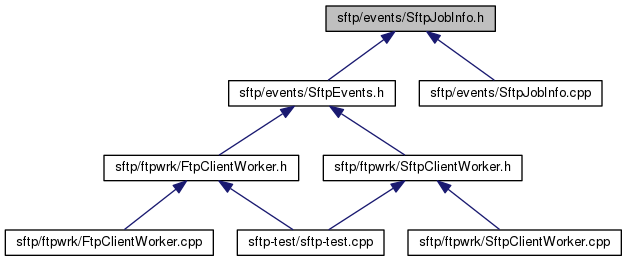 sftp/events/SftpJobInfo.h
sftp/events/SftpEvents.h
sftp/events/SftpJobInfo.cpp
sftp/ftpwrk/FtpClientWorker.h
sftp/ftpwrk/SftpClientWorker.h
sftp/ftpwrk/FtpClientWorker.cpp
sftp-test/sftp-test.cpp
sftp/ftpwrk/SftpClientWorker.cpp